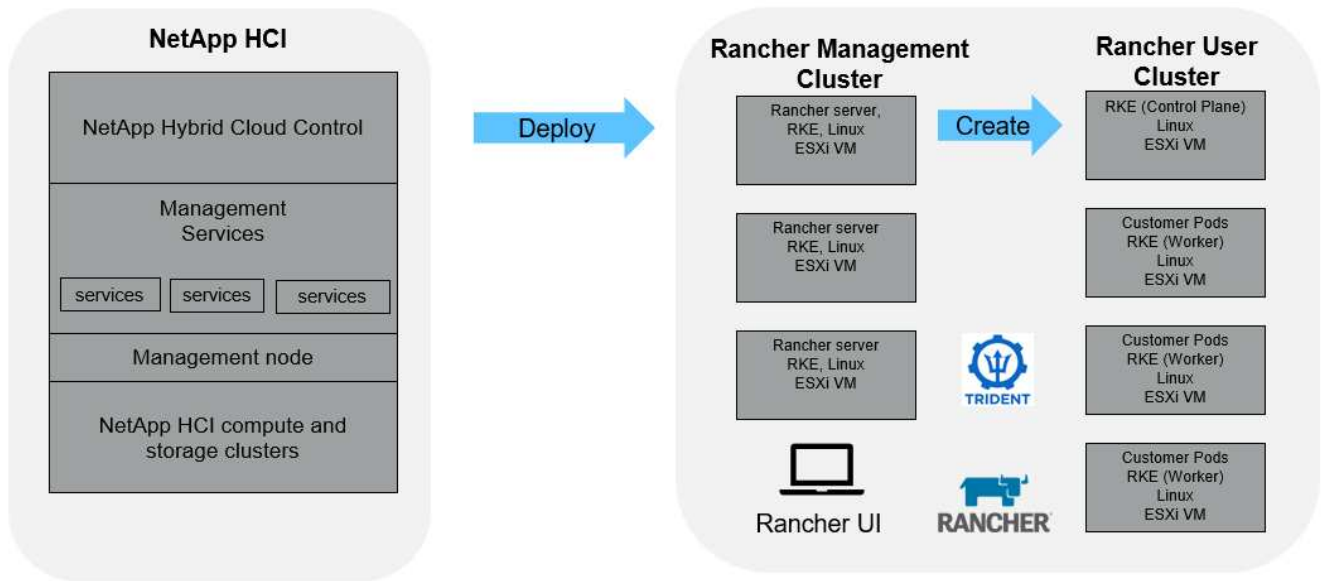 NetApp HCI
NetApp Hybrid Cloud Control
Management
Services
services
services
services
Management node
NetApp HCI compute and
storage clusters
Deploy
Rancher Management
Cluster
Rancher server,
RKE, Linux
ESXi VM
Rancher server
RKE, Linux
ESXi VM
Rancher server
RKE, Linux
ESXi VM
Rancher UI
Create
TRIDENT
RANCHER
Rancher User
Cluster
RKE (Control Plane)
Linux
ESXi VM
Customer Pods
RKE (Worker)
Linux
ESXi VM
Customer Pods
RKE (Worker)
Linux
ESXi VM
Customer Pods
RKE (Worker)
Linux
ESXi VM